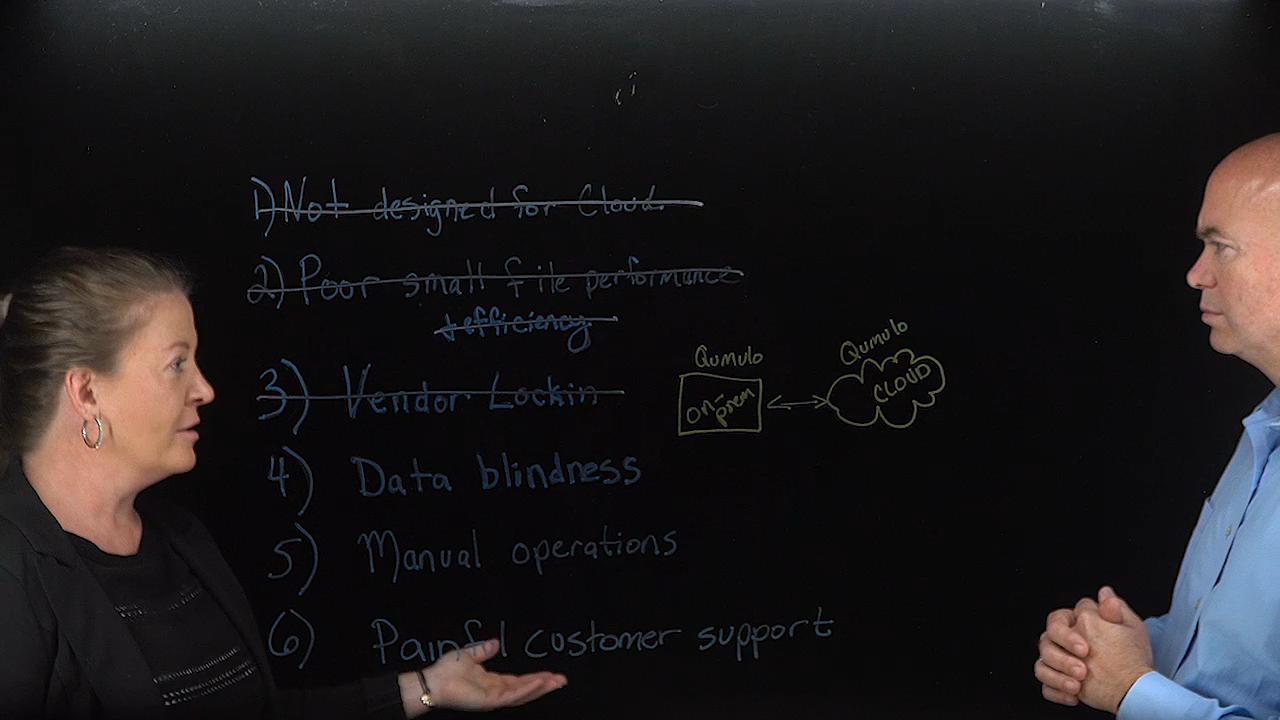 1) Not designed for Cloud.
2) Poor small file performance
+efficiency
3) Vendor Lockin
Qumulo
on-prem
Qumulo
CLOUD
4) Data blindness
5) Manual operations
6) Painful customer support